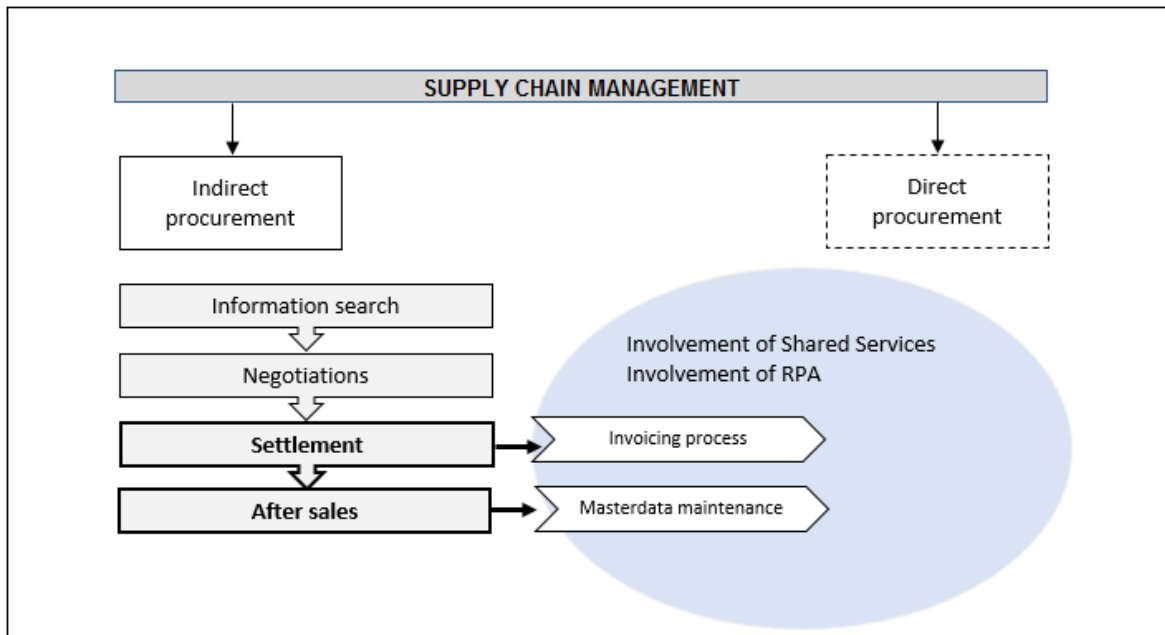 SUPPLY CHAIN MANAGEMENT
Indirect
procurement
Direct
procurement
Information search
Negotiations
Settlement
After sales
Involvement of Shared Services
Involvement of RPA
Invoicing process
Masterdata maintenance